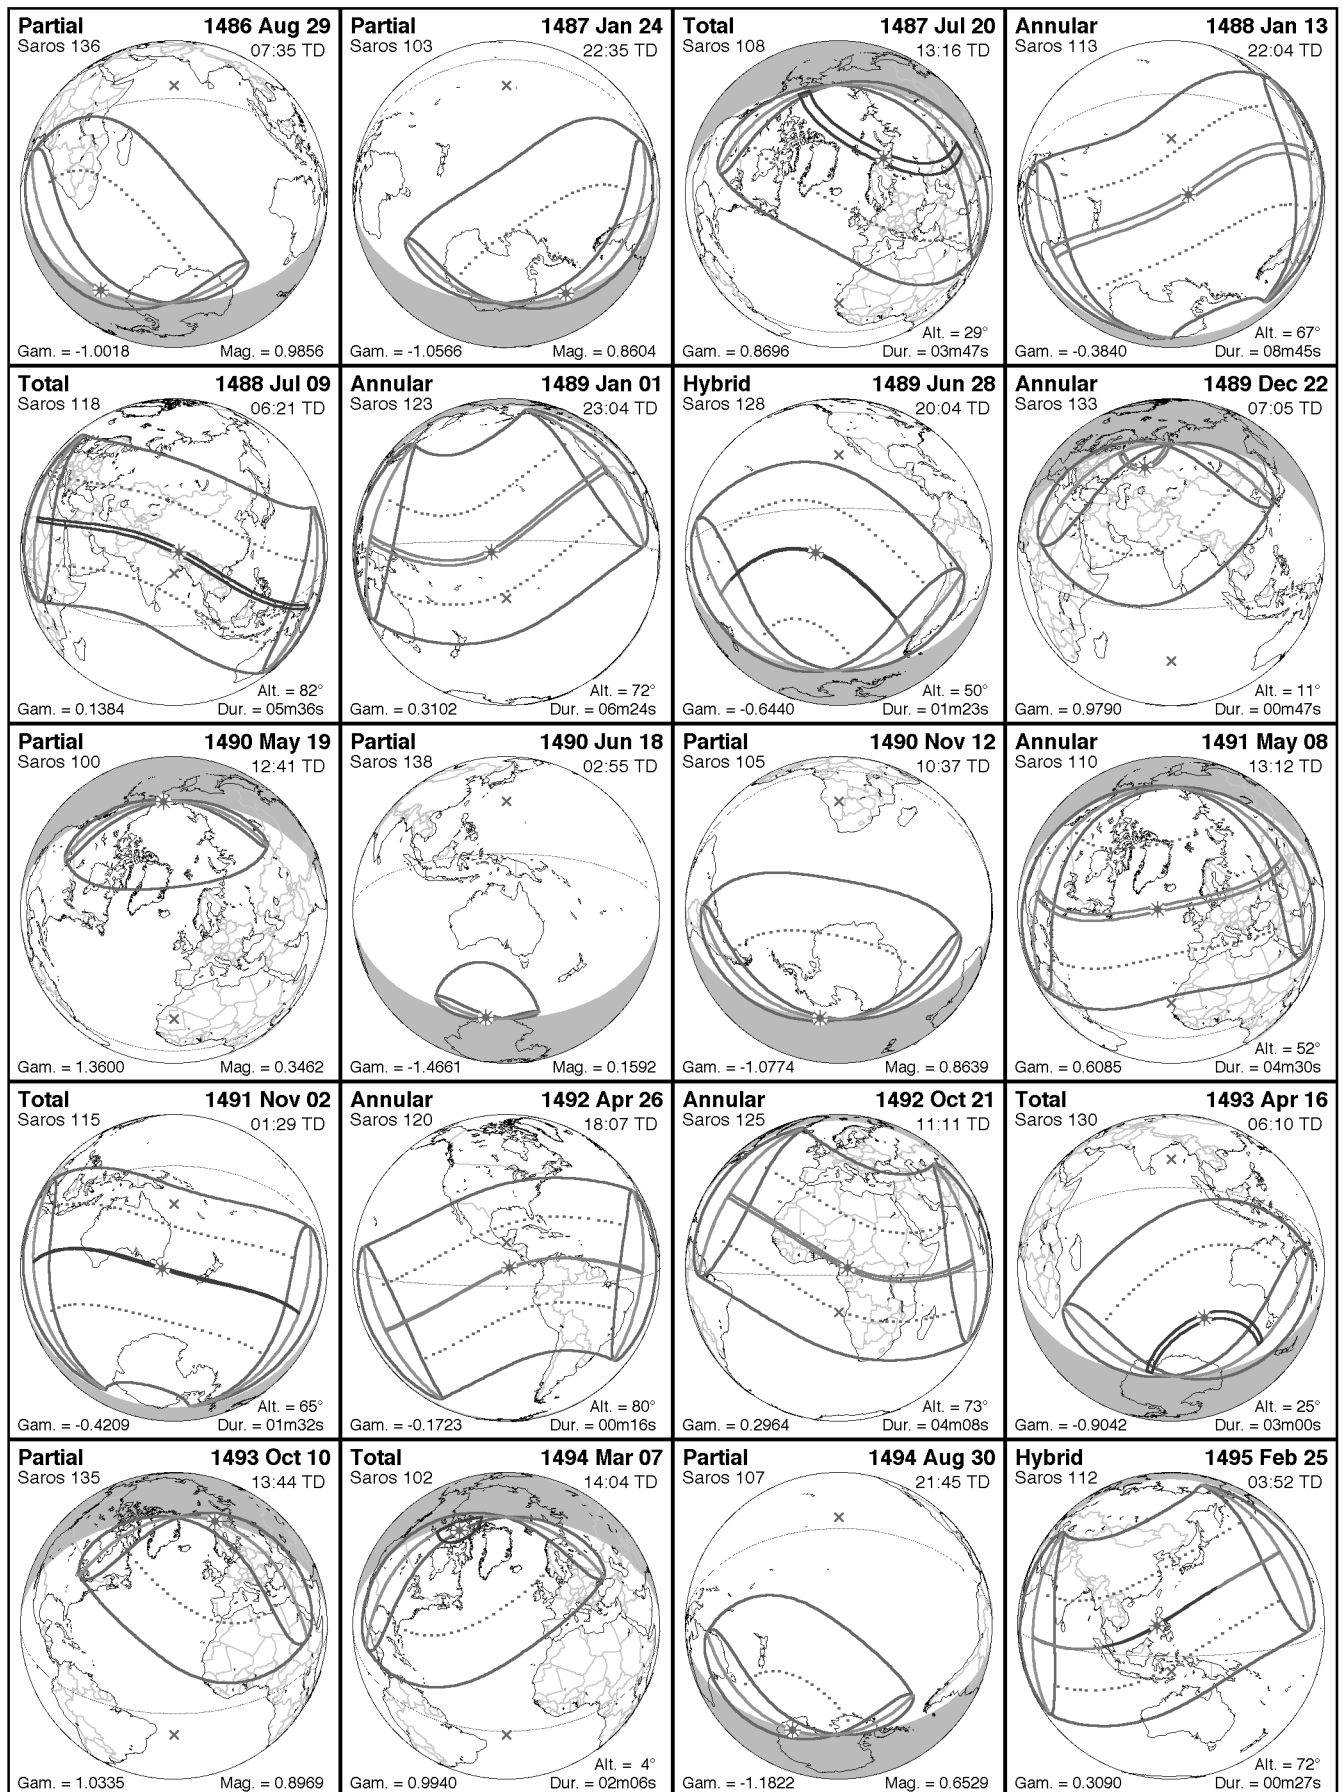 Partial 1486 Aug 29
Saros 136 07:35 TD
Gam. = -1.0018 Mag. = 0.9856
Partial 1487 Jan 24
Saros 103 22:35 TD
Gam. = -1.0566 Mag. = 0.8604
Total 1487 Jul 20
Saros 108 13:16 TD
Alt. = 29°
Gam. = 0.8696 Dur. = 03m47s
Annular 1488 Jan 13
Saros 113 22:04 TD
Alt. = 67°
Gam. = -0.3840 Dur. = 08m45s
Total 1488 Jul 09
Saros 118 06:21 TD
Alt. = 82°
Gam. = 0.1384 Dur. = 05m36s
Annular 1489 Jan 01
Saros 123 23:04 TD
Alt. = 72°
Gam. = 0.3102 Dur. = 06m24s
Hybrid 1489 Jun 28
Saros 128 20:04 TD
Alt. = 50°
Gam. = -0.6440 Dur. = 01m23s
Annular 1489 Dec 22
Saros 133 07:05 TD
Alt. = 11°
Gam. = 0.9790 Dur. = 00m47s
Partial 1490 May 19
Saros 100 12:41 TD
Gam. = 1.3600 Mag. = 0.3462
Partial 1490 Jun 18
Saros 138 02:55 TD
Gam. = -1.4661 Mag. = 0.1592
Partial 1490 Nov 12
Saros 105 10:37 TD
Gam. = -1.0774 Mag. = 0.8639
Annular 1491 May 08
Saros 110 13:12 TD
Alt. = 52°
Gam. = 0.6085 Dur. = 04m30s
Total 1491 Nov 02
Saros 115 01:29 TD
Alt. = 65°
Gam. = -0.4209 Dur. = 01m32s
Annular 1492 Apr 26
Saros 120 18:07 TD
Alt. = 80°
Gam. = -0.1723 Dur. = 00m16s
Annular 1492 Oct 21
Saros 125 11:11 TD
Alt. = 73°
Gam. = 0.2964 Dur. = 04m08s
Total 1493 Apr 16
Saros 130 06:10 TD
Alt. = 25°
Gam. = -0.9042 Dur. = 03m00s
Partial 1493 Oct 10
Saros 135 13:44 TD
Gam. = 1.0335 Mag. = 0.8969
Total 1494 Mar 07
Saros 102 14:04 TD
Alt. = 4°
Gam. = 0.9940 Dur. = 02m06s
Partial 1494 Aug 30
Saros 107 21:45 TD
Gam. = -1.1822 Mag. = 0.6529
Hybrid 1495 Feb 25
Saros 112 03:52 TD
Alt. = 72°
Gam. = 0.3090 Dur. = 00m27s